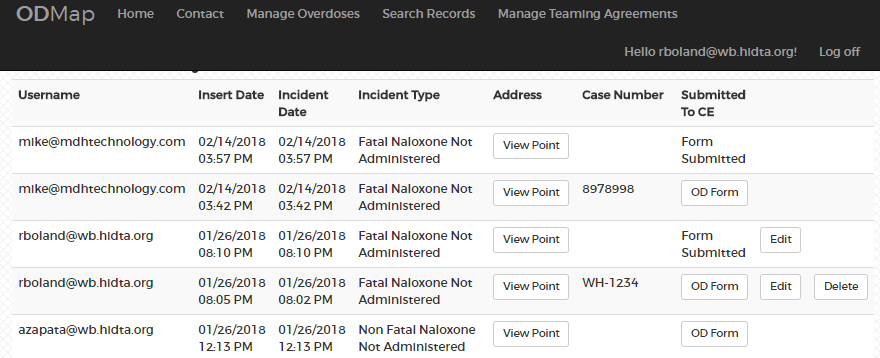 ODMap Home Contact Manage Overdoses Search Records Manage Teaming Agreements
Hello rboland@wb.hidta.org! Log off
Username Insert Date Incident Date Incident Type Address Case Number Submitted To CE
mike@mdhtechnology.com 02/14/2018 03:57 PM 02/14/2018 03:57 PM Fatal Naloxone Not Administered View Point Form Submitted
mike@mdhtechnology.com 02/14/2018 03:42 PM 02/14/2018 03:42 PM Fatal Naloxone Not Administered View Point 8978998 OD Form
rboland@wb.hidta.org 01/26/2018 08:10 PM 01/26/2018 08:10 PM Fatal Naloxone Not Administered View Point Form Submitted Edit
rboland@wb.hidta.org 01/26/2018 08:05 PM 01/26/2018 08:02 PM Fatal Naloxone Not Administered View Point WH-1234 OD Form Edit Delete
azapata@wb.hidta.org 01/26/2018 12:13 PM 01/26/2018 12:13 PM Non Fatal Naloxone Not Administered View Point OD Form